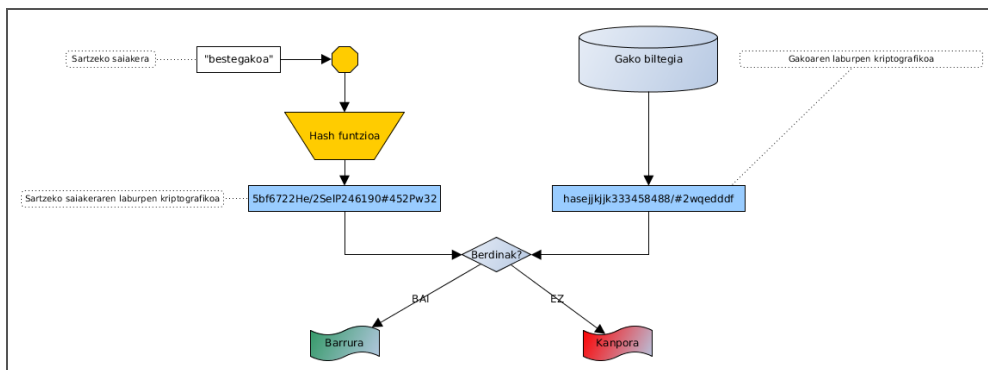 Sartzeko saiakera
"bestegakoa"
Gako biltegia
Gakoaren laburpen kriptografikoa
Hash funtzioa
Sartzeko saiakeraren laburpen kriptografikoa
5bf6722He/2SeIP246190#452Pw32
hasejjkjjk333458488/#2wqedddf
Berdinak?
BAI
EZ
Barrura
Kanpora